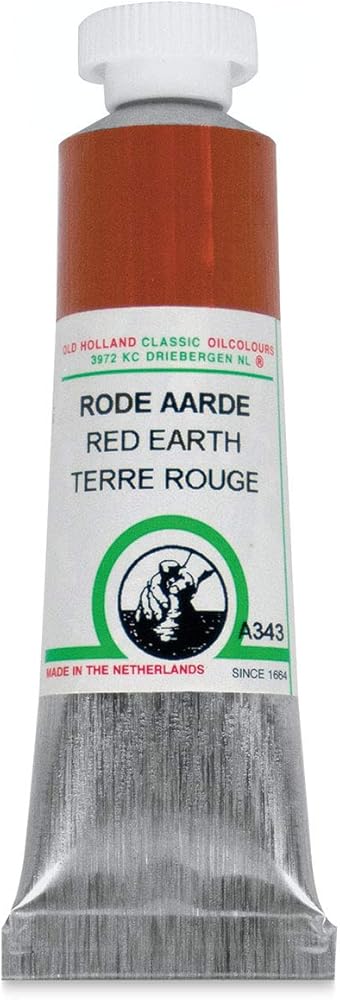 OLD HOLLAND CLASSIC OILCOLOURS
3972 KC DRIEBERGEN NL ®
RODE AARDE
RED EARTH
TERRE ROUGE
A343
MADE IN THE NETHERLANDS SINCE 1664